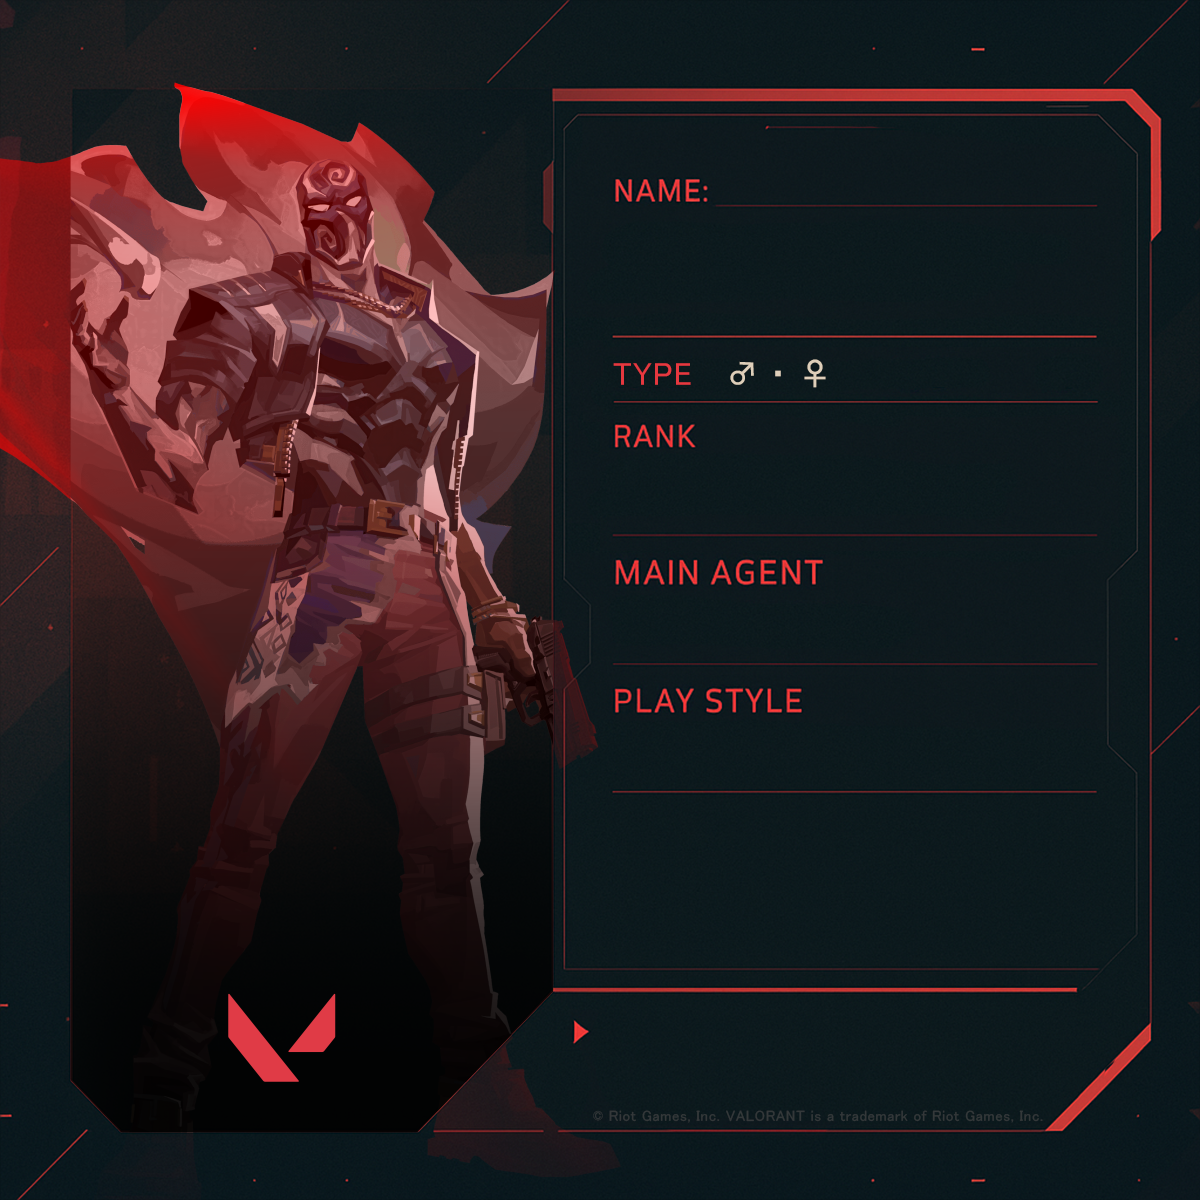 NAME:
TYPE ♂ · ♀
RANK
MAIN AGENT
PLAY STYLE
© Riot Games, Inc. VALORANT is a trademark of Riot Games, Inc.